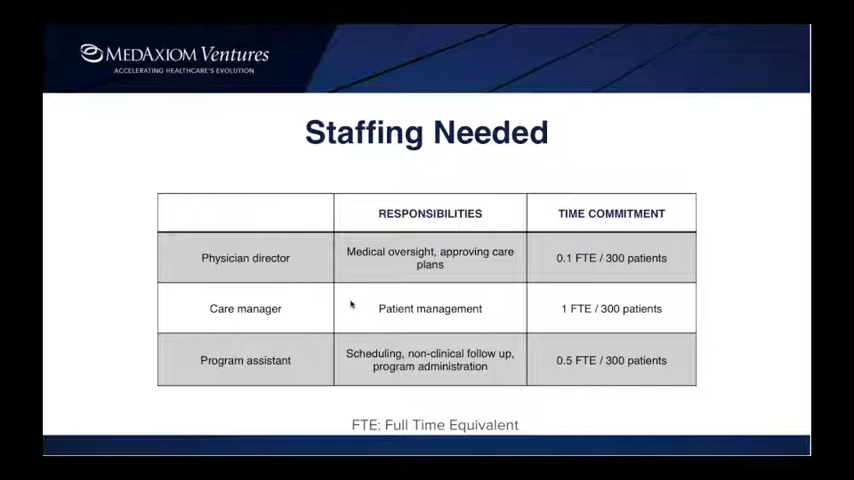 MEDAXIOM Ventures
ACCELERATING HEALTHCARE'S EVOLUTION
Staffing Needed
RESPONSIBILITIES TIME COMMITMENT
Physician director Medical oversight, approving care plans 0.1 FTE / 300 patients
Care manager Patient management 1 FTE / 300 patients
Program assistant Scheduling, non-clinical follow up, program administration 0.5 FTE / 300 patients
FTE: Full Time Equivalent